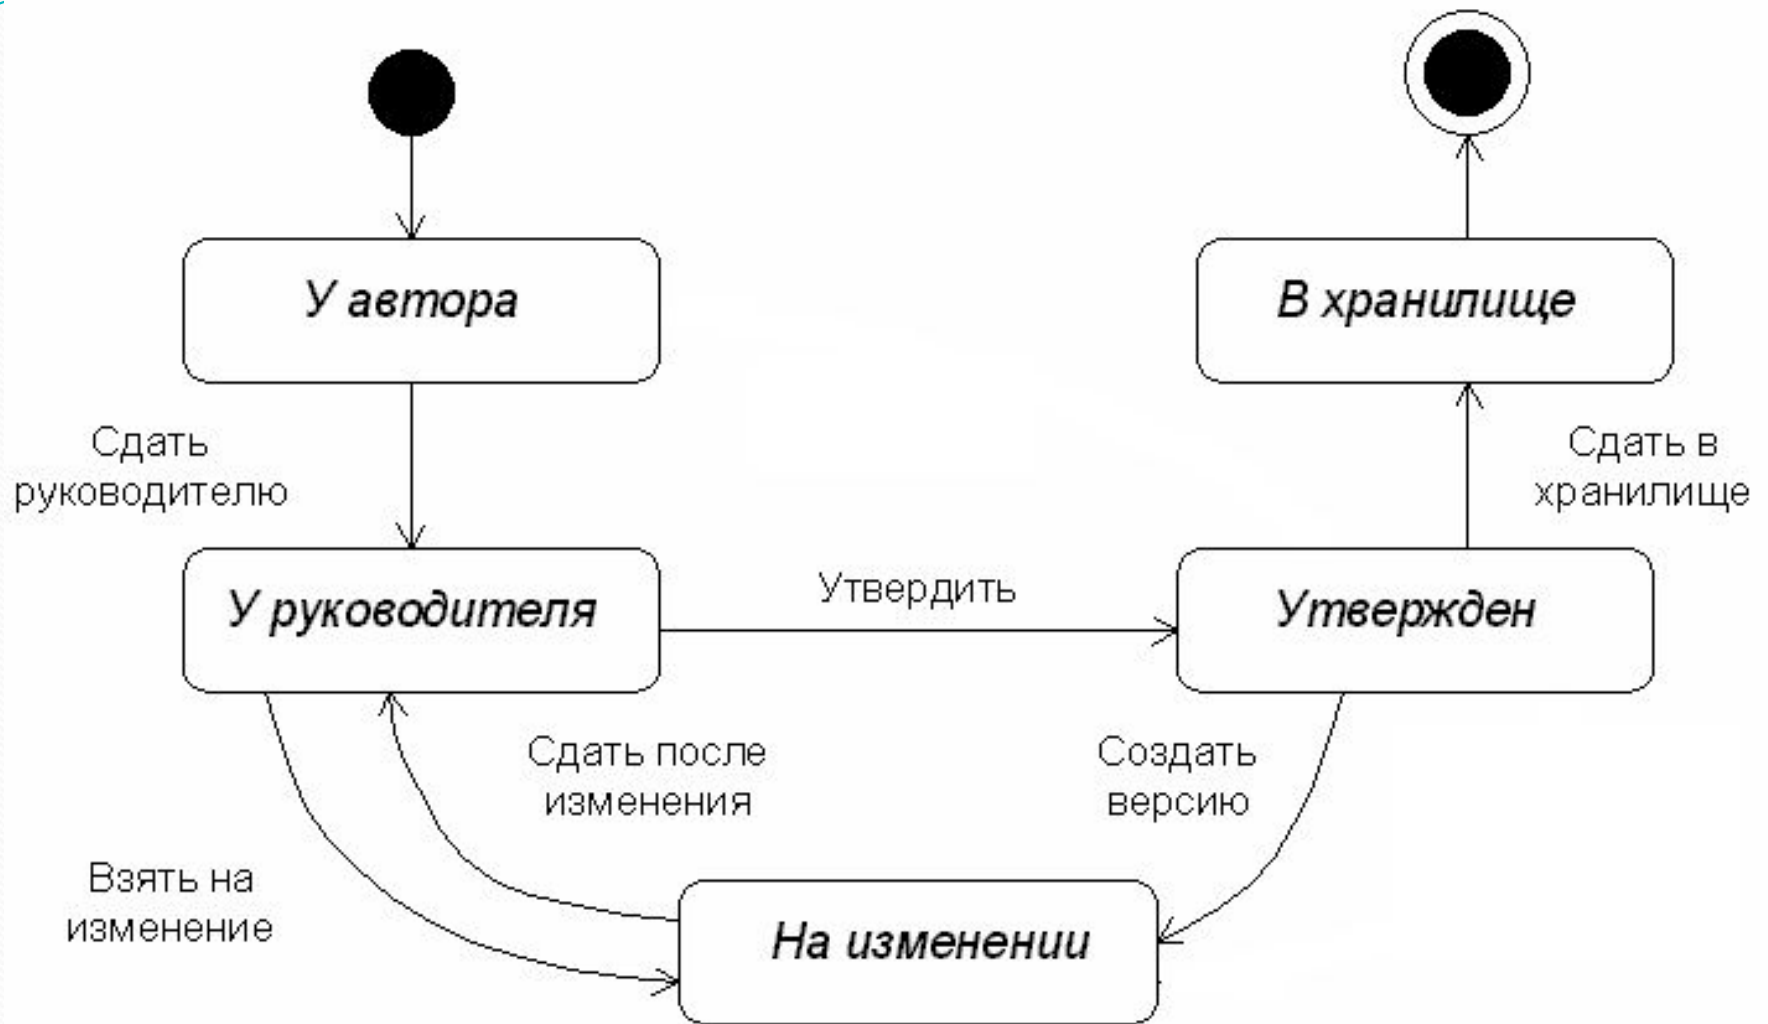 У автора
В хранилище
Сдать
руководителю
Сдать в
хранилище
У руководителя
Утвердить
Утвержден
Сдать после
изменения
Создать
версию
Взять на
изменение
На изменении